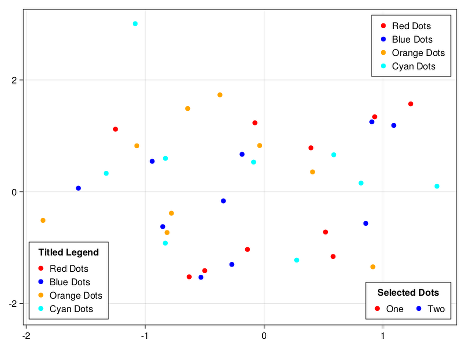 Red Dots
Blue Dots
Orange Dots
Cyan Dots
2
0
-2
Titled Legend
Red Dots
Blue Dots
Orange Dots
Cyan Dots
Selected Dots
One Two
-2 -1 0 1